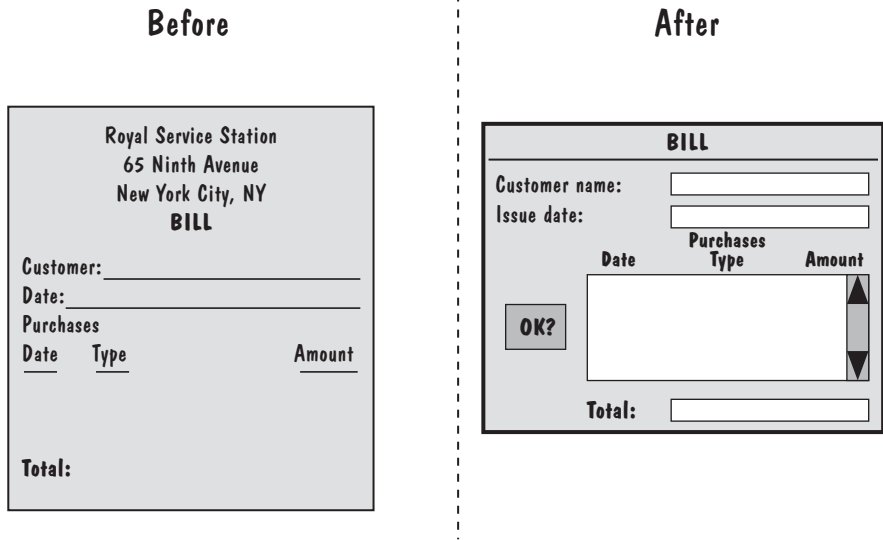 Before
Royal Service Station
65 Ninth Avenue
New York City, NY
BILL
Customer:
Date:
Purchases
Date Type Amount
Total:
After
BILL
Customer name:
Issue date:
Purchases
Date Type Amount
OK?
Total: